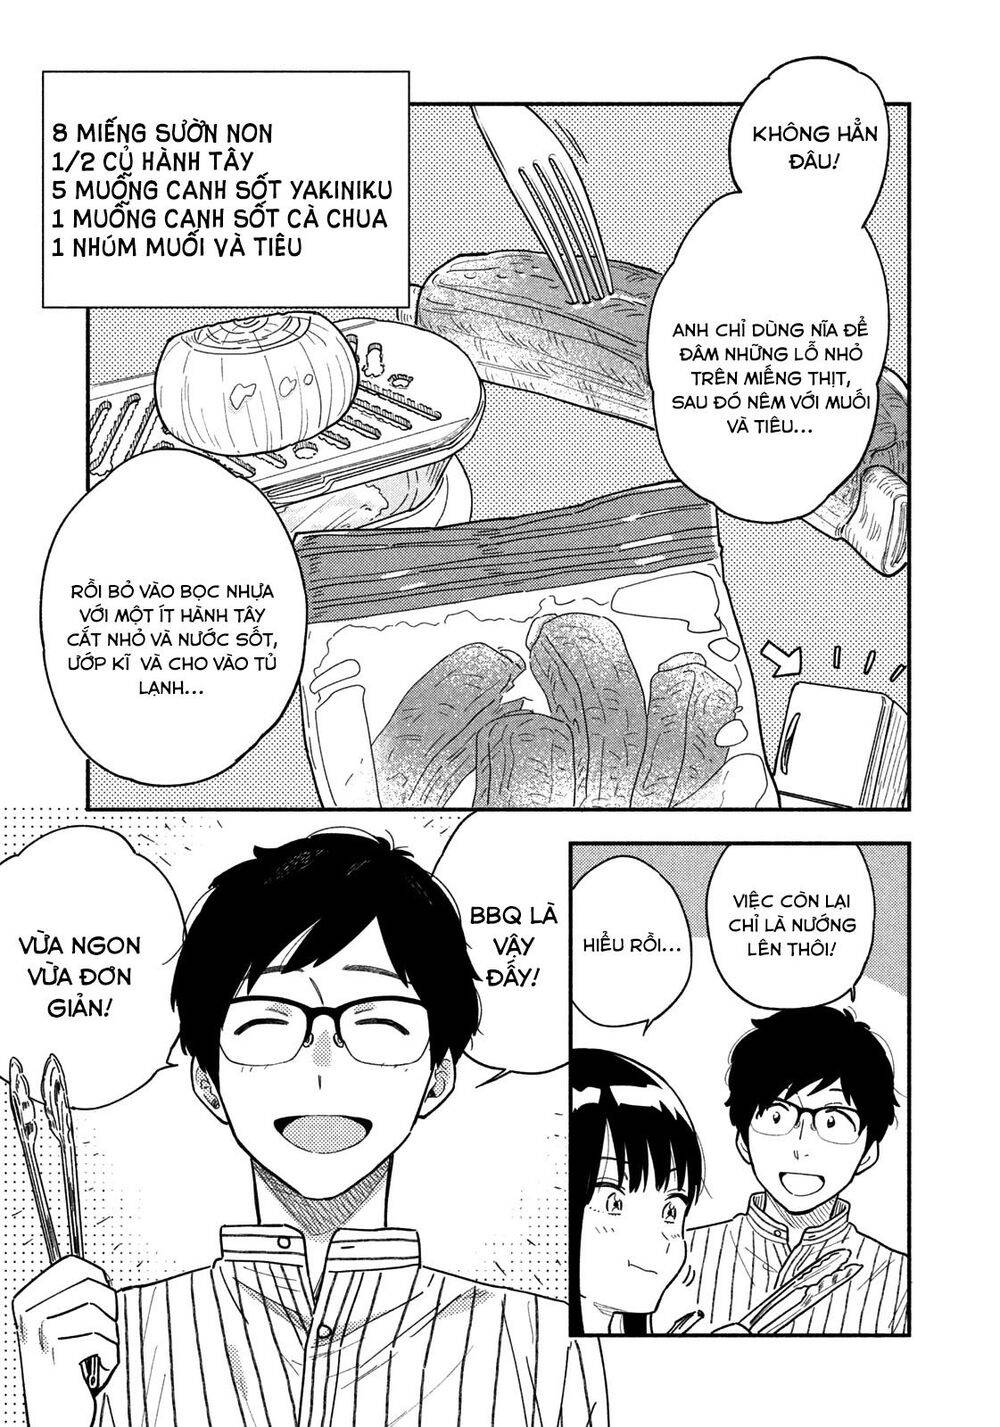 8 MIẾNG SƯỜN NON
1/2 CỦ HÀNH TÂY
5 MUỖNG CANH SỐT YAKINIKU
1 MUỖNG CANH SỐT CÀ CHUA
1 NHÚM MUỐI VÀ TIÊU
KHÔNG HẲN
ĐÂU!
ANH CHỈ DÙNG NĨA ĐỂ
ĐÂM NHỮNG LỖ NHỎ
TRÊN MIẾNG THỊT,
SAU ĐÓ NÊM VỚI MUỐI
VÀ TIÊU...
RỒI BỎ VÀO BỌC NHỰA
VỚI MỘT ÍT HÀNH TÂY
CẮT NHỎ VÀ NƯỚC SỐT,
ƯỚP KĨ VÀ CHO VÀO TỦ
LẠNH...
VIỆC CÒN LẠI
CHỈ LÀ NƯỚNG
LÊN THÔI!
HIỂU RỒI...
BBQ LÀ
VẬY
ĐẤY!
VỪA NGON
VỪA ĐƠN
GIẢN!